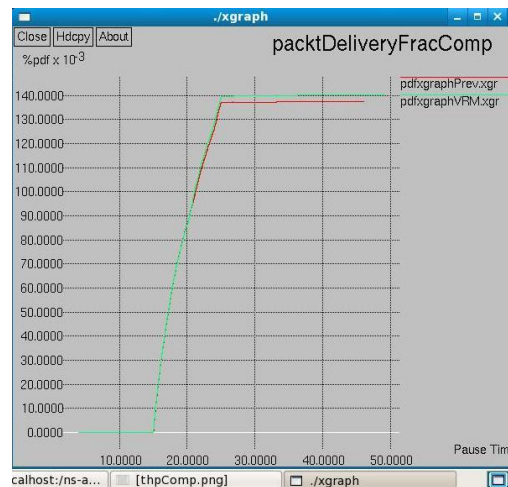 ./xgraph
Close Hdcpy About
packtDeliveryFracComp
%pdf x 10-3
pdfxgraphPrev.xgr
pdfxgraphVRM.xgr
140.0000
130.0000
120.0000
110.0000
100.0000
90.0000
80.0000
70.0000
60.0000
50.0000
40.0000
30.0000
20.0000
10.0000
0.0000
Pause Tim
10.0000 20.0000 30.0000 40.0000 50.0000
calhost:/ns-a... [thpComp.png] ./xgraph